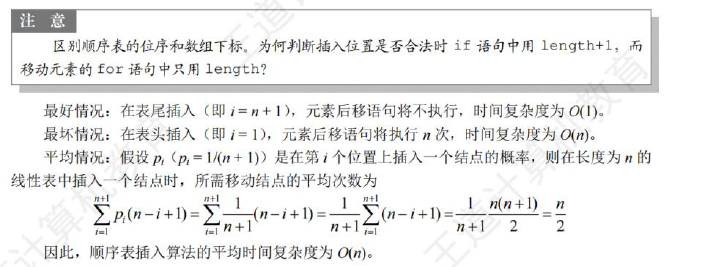 注 意
区别顺序表的位序和数组下标。为何判断插入位置是否合法时 if 语句中用 length+1，而
移动元素的 for 语句中只用 length？
最好情况：在表尾插入（即 i = n + 1），元素后移语句将不执行，时间复杂度为 O(1)。
最坏情况：在表头插入（即 i = 1），元素后移语句将执行 n 次，时间复杂度为 O(n)。
平均情况：假设 pᵢ（pᵢ = 1/(n + 1)）是在第 i 个位置上插入一个结点的概率，则在长度为 n 的
线性表中插入一个结点时，所需移动结点的平均次数为
$\sum_{i=1}^{n+1} p_i(n-i+1)=\sum_{i=1}^{n+1}\frac{1}{n+1}(n-i+1)=\frac{1}{n+1}\sum_{i=1}^{n+1}(n-i+1)=\frac{1}{n+1}\frac{n(n+1)}{2}=\frac{n}{2}$
因此，顺序表插入算法的平均时间复杂度为 O(n)。
王道计算机教育